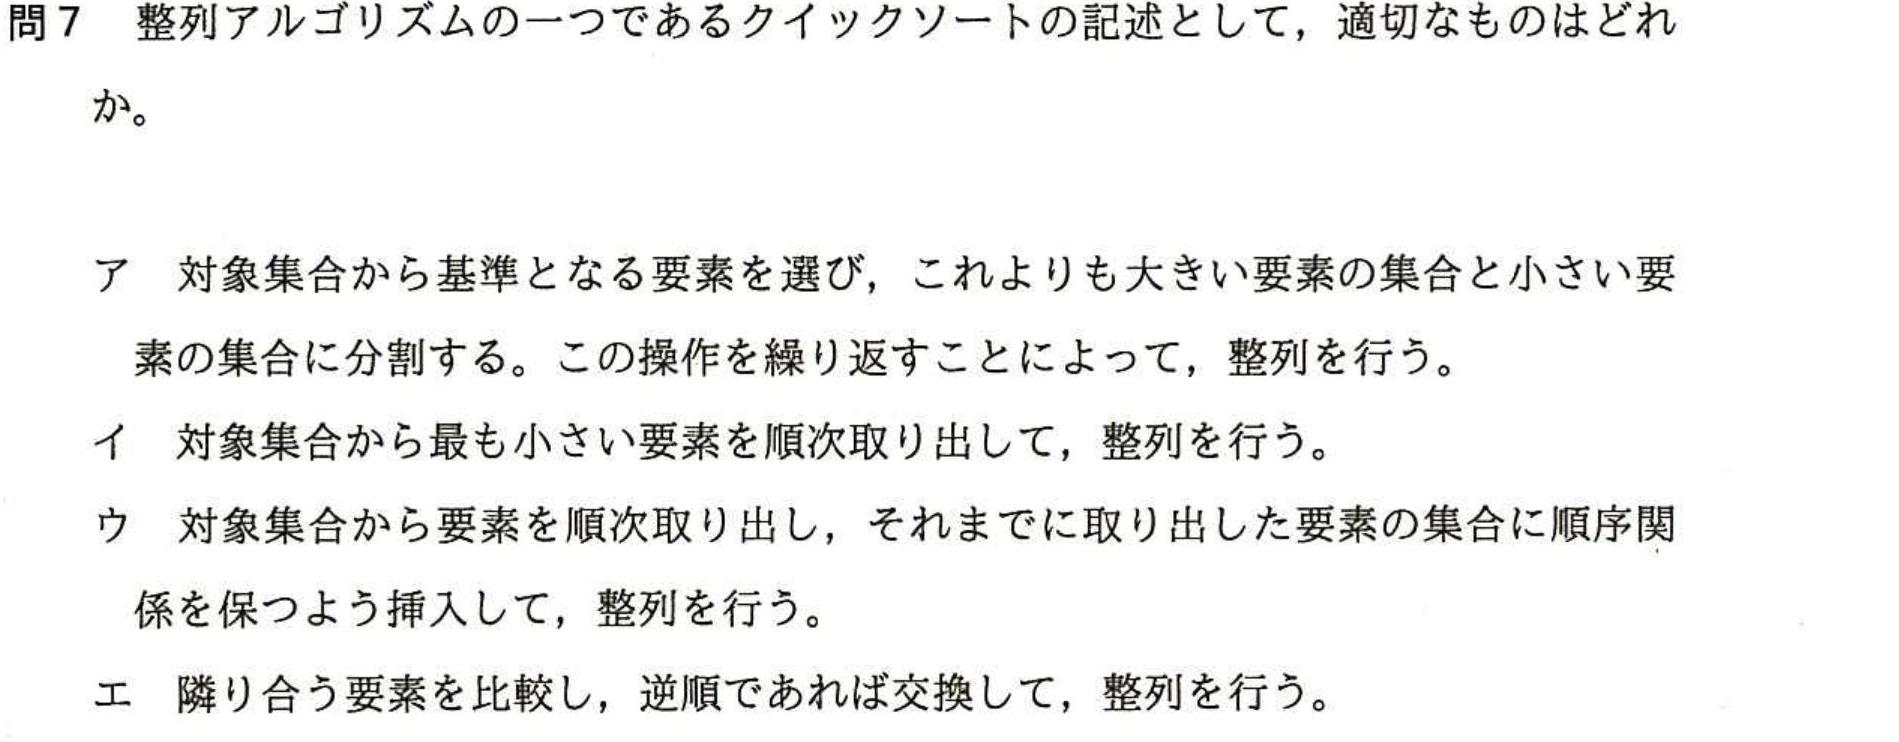 問7　整列アルゴリズムの一つであるクイックソートの記述として，適切なものはどれ
か。
ア　対象集合から基準となる要素を選び，これよりも大きい要素の集合と小さい要
素の集合に分割する。この操作を繰り返すことによって，整列を行う。
イ　対象集合から最も小さい要素を順次取り出して，整列を行う。
ウ　対象集合から要素を順次取り出し，それまでに取り出した要素の集合に順序関
係を保つよう挿入して，整列を行う。
エ　隣り合う要素を比較し，逆順であれば交換して，整列を行う。